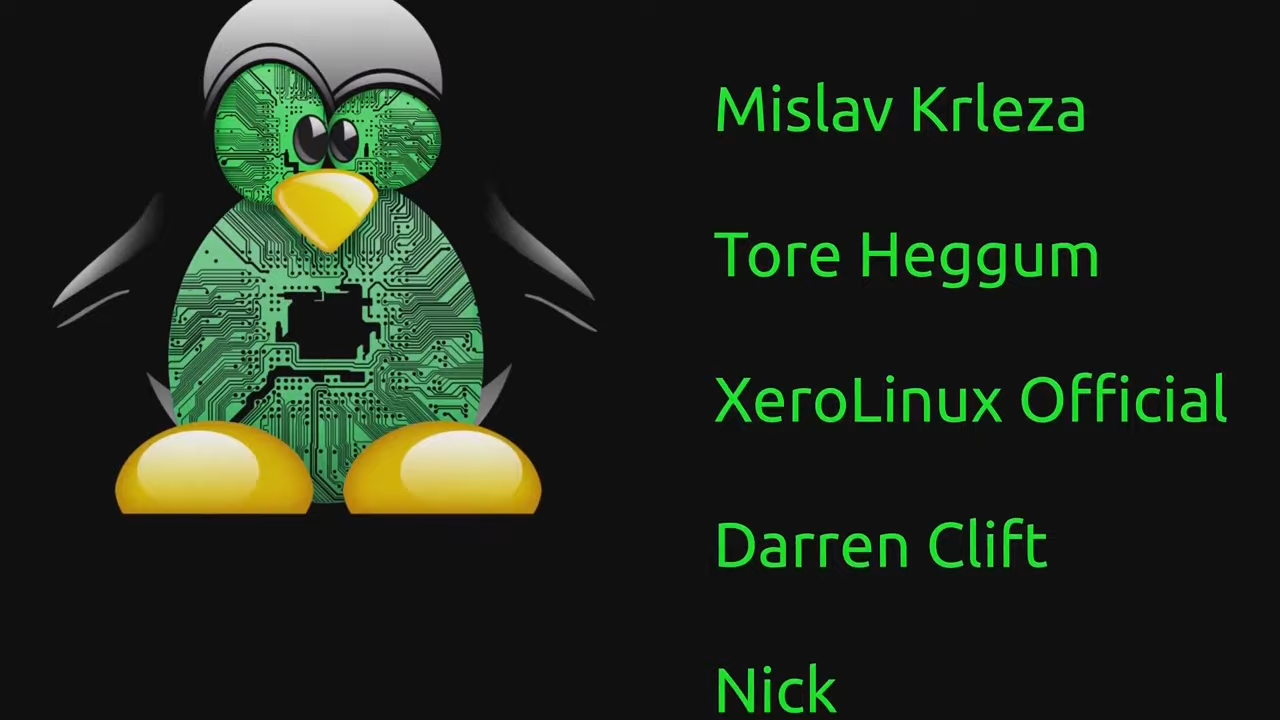 Mislav Krleza
Tore Heggum
XeroLinux Official
Darren Clift
Nick